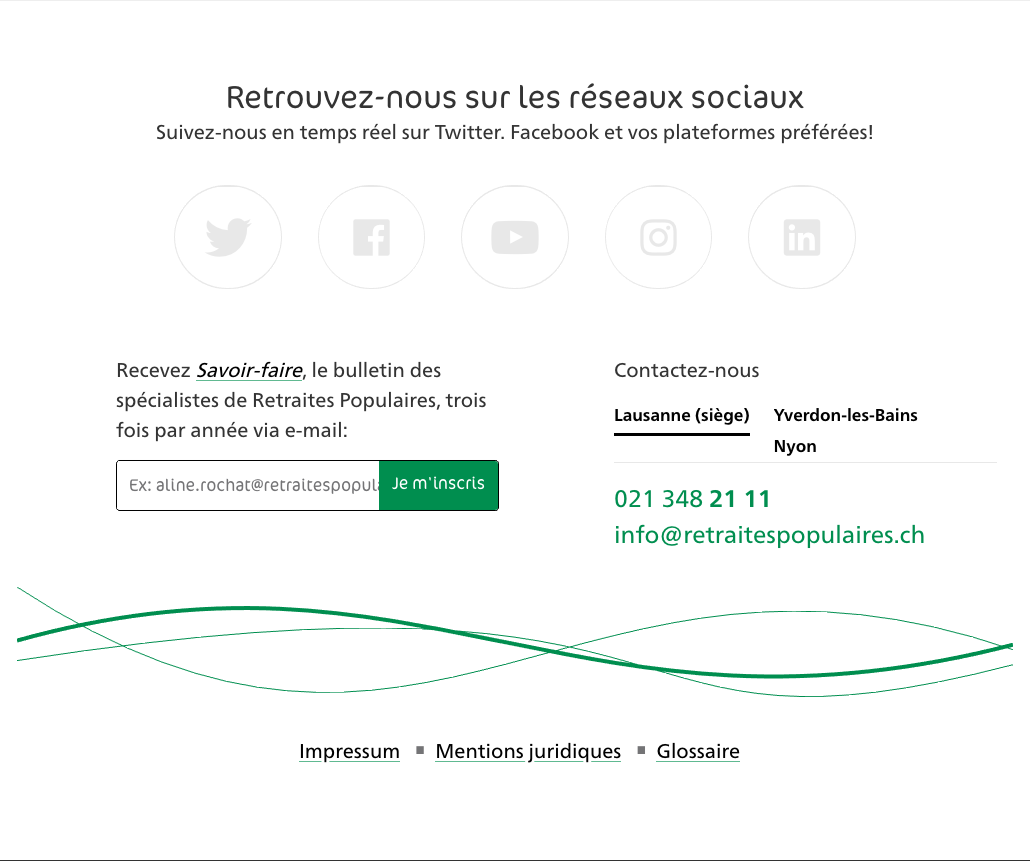 Retrouvez-nous sur les réseaux sociaux
Suivez-nous en temps réel sur Twitter. Facebook et vos plateformes préférées!
Recevez Savoir-faire, le bulletin des
spécialistes de Retraites Populaires, trois
fois par année via e-mail:
Ex: aline.rochat@retraitespopula
Je m'inscris
Contactez-nous
Lausanne (siège) Yverdon-les-Bains
Nyon
021 348 21 11
info@retraitespopulaires.ch
Impressum ■ Mentions juridiques ■ Glossaire